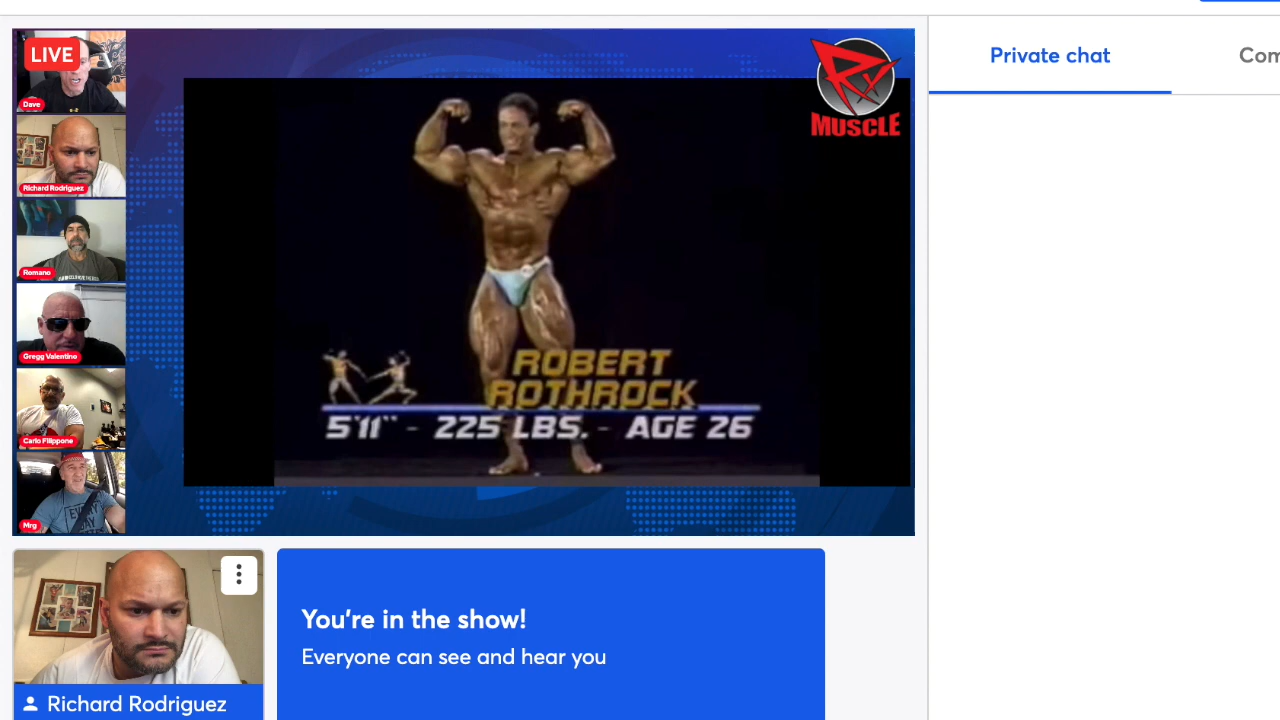 LIVE
Dave
Richard Rodriguez
Romano
Gregg Valentino
Carlo Filippone
Mrg
Rx
MUSCLE
ROBERT
ROTHROCK
5'11" - 225 LBS. - AGE 26
Private chat
Com
You're in the show!
Everyone can see and hear you
Richard Rodriguez